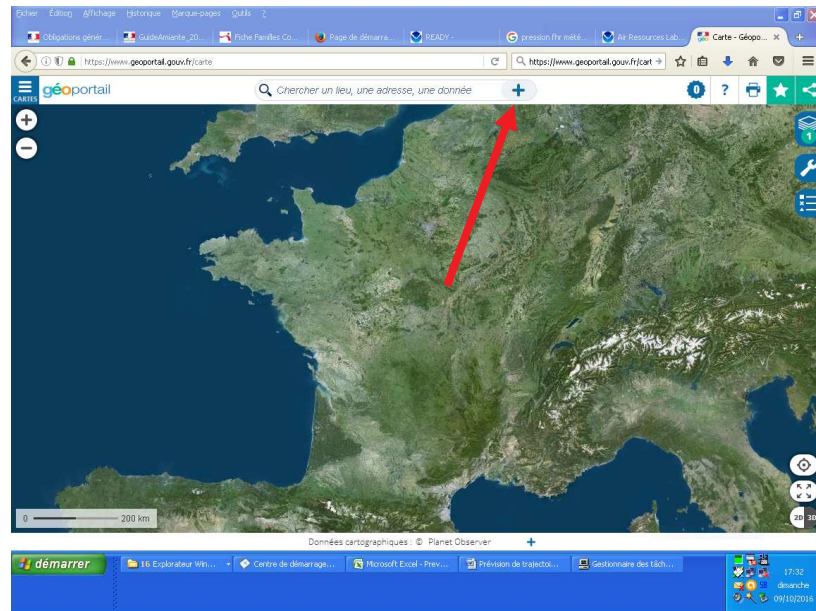 Fichier Édition Affichage Historique Marque-pages Outils ?
Obligations génér... GuideAmiante_20... Fiche Familles Co... Page de démarra... READY - pression fhr mété... Air Resources Lab... Carte - Géopo...
https://www.geoportail.gouv.fr/carte https://www.geoportail.gouv.fr/cart
CARTES géoportail Chercher un lieu, une adresse, une donnée + 0 ?
1
0 200 km 2D 3D
Données cartographiques : © Planet Observer +
démarrer 16 Explorateur Win... Centre de démarrage... Microsoft Excel - Prev... Prévision de trajectoi... Gestionnaire des tâch... 17:32
dimanche
09/10/2016